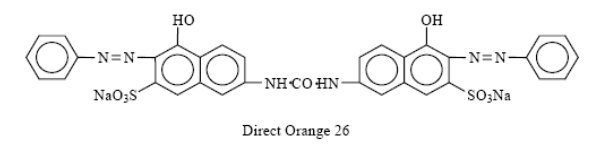 HO OH
N=N NH·CO·HN N=N
NaO₃S SO₃Na
Direct Orange 26